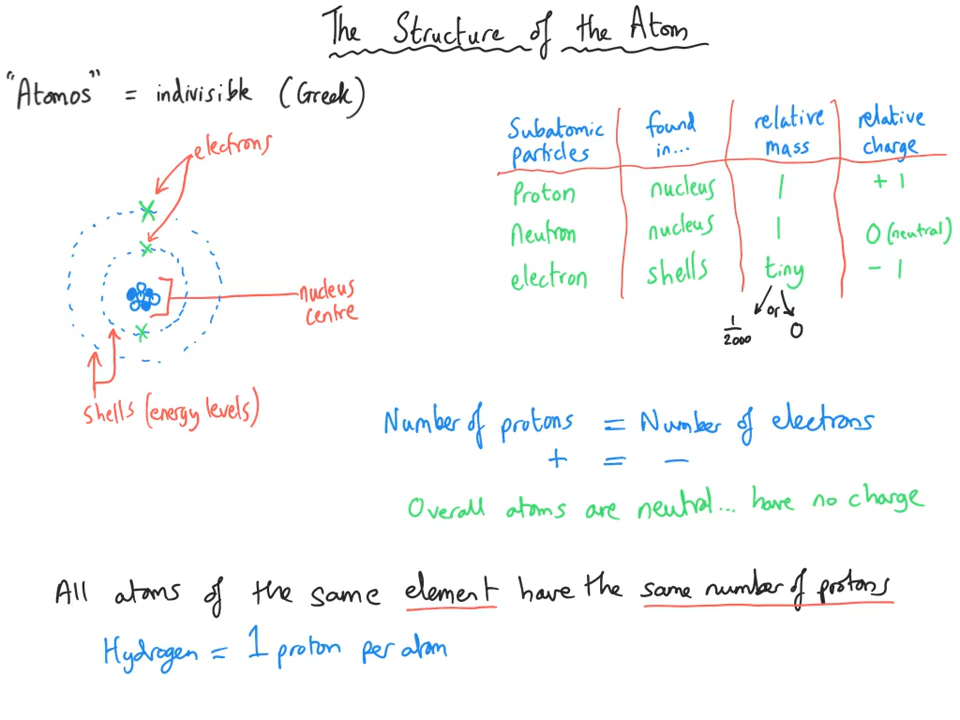 The Structure of the Atom
"Atomos" = indivisible (Greek)
electrons
nucleus
centre
shells (energy levels)
Subatomic particles | found in... | relative mass | relative charge
Proton | nucleus | 1 | + 1
Neutron | nucleus | 1 | 0 (neutral)
electron | shells | tiny | - 1
1/2000 or 0
Number of protons = Number of electrons
+ = -
Overall atoms are neutral... have no charge
All atoms of the same element have the same number of protons
Hydrogen = 1 proton per atom